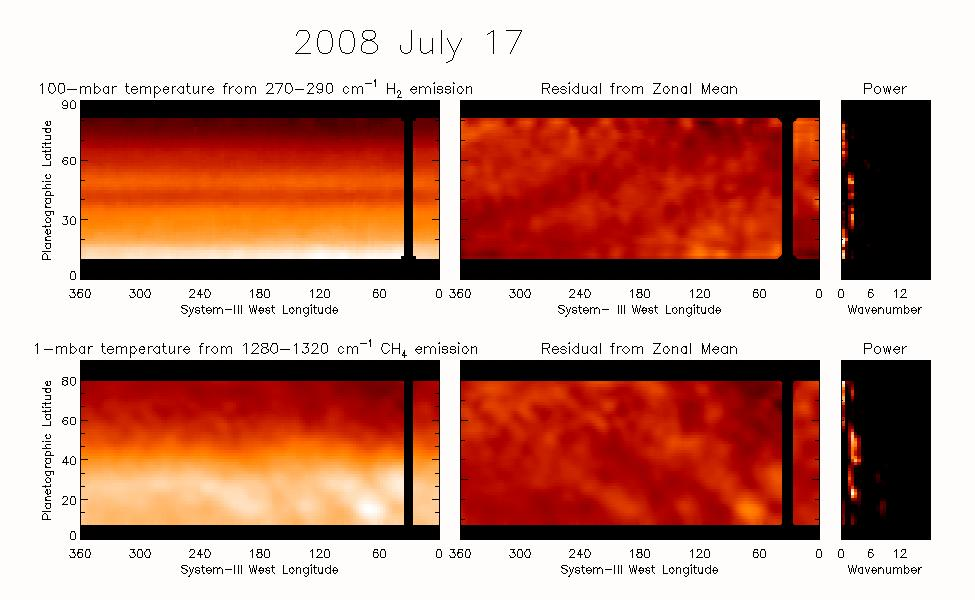 2008 July 17
100-mbar temperature from 270-290 cm⁻¹ H₂ emission
Residual from Zonal Mean
Power
Planetographic Latitude
90
60
30
0
360 300 240 180 120 60 0
360 300 240 180 120 60 0
0 6 12
System-III West Longitude
System- III West Longitude
Wavenumber
1-mbar temperature from 1280-1320 cm⁻¹ CH₄ emission
Residual from Zonal Mean
Power
Planetographic Latitude
80
60
40
20
0
360 300 240 180 120 60 0
360 300 240 180 120 60 0
0 6 12
System-III West Longitude
System-III West Longitude
Wavenumber